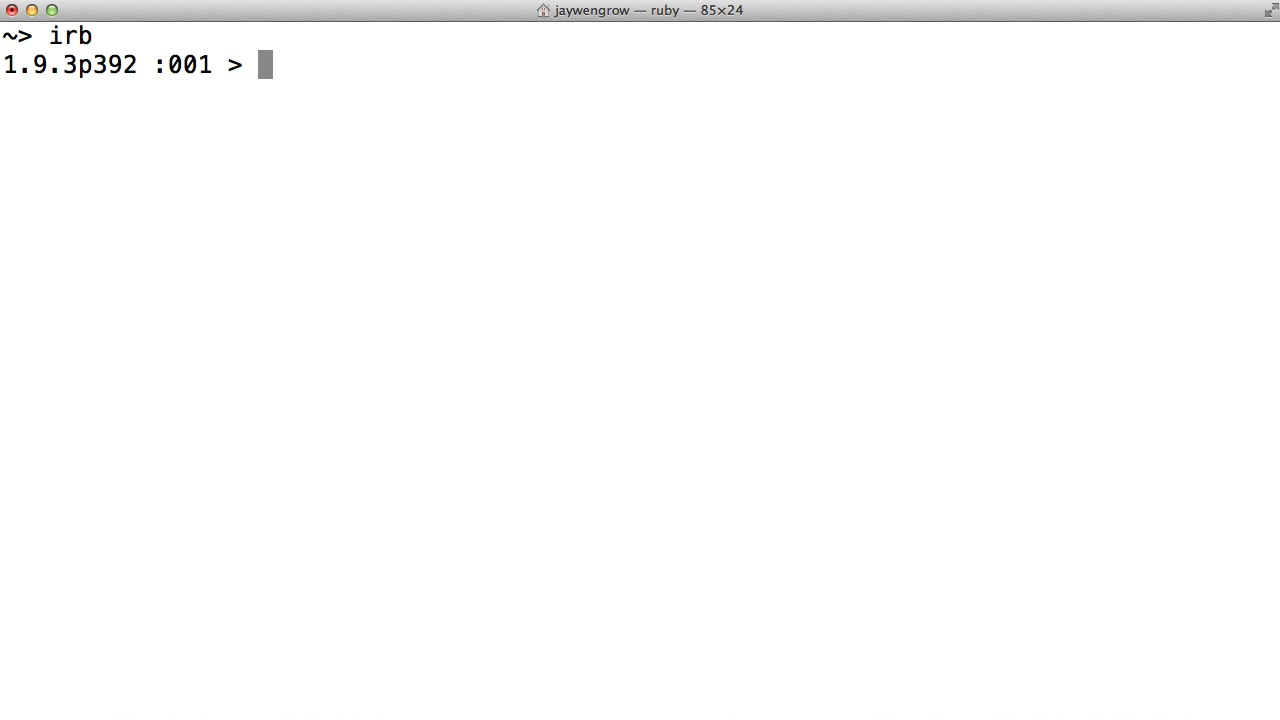 jaywengrow — ruby — 85×24
~> irb
1.9.3p392 :001 >